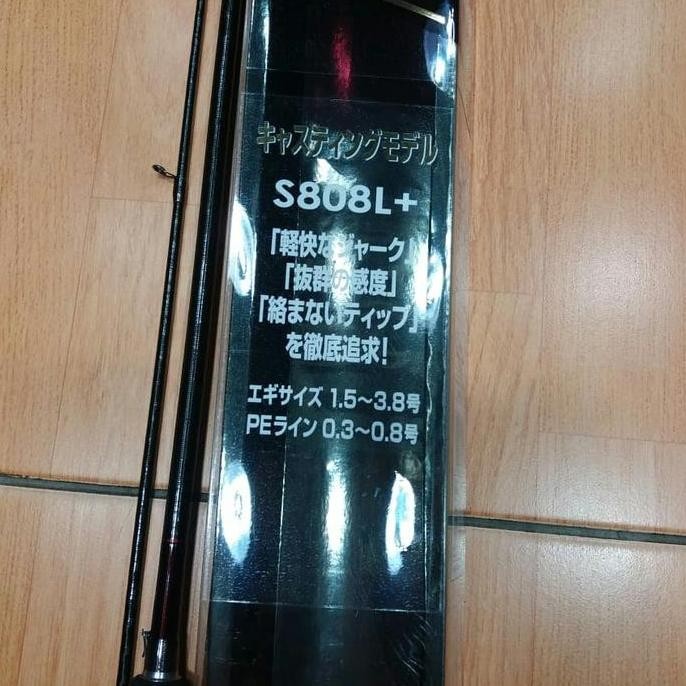 キャスティングモデル
S808L+
「軽快なジャーク」
「抜群の感度」
「絡まないティップ」
を徹底追求!
エギサイズ 1.5~3.8号
PEライン 0.3~0.8号